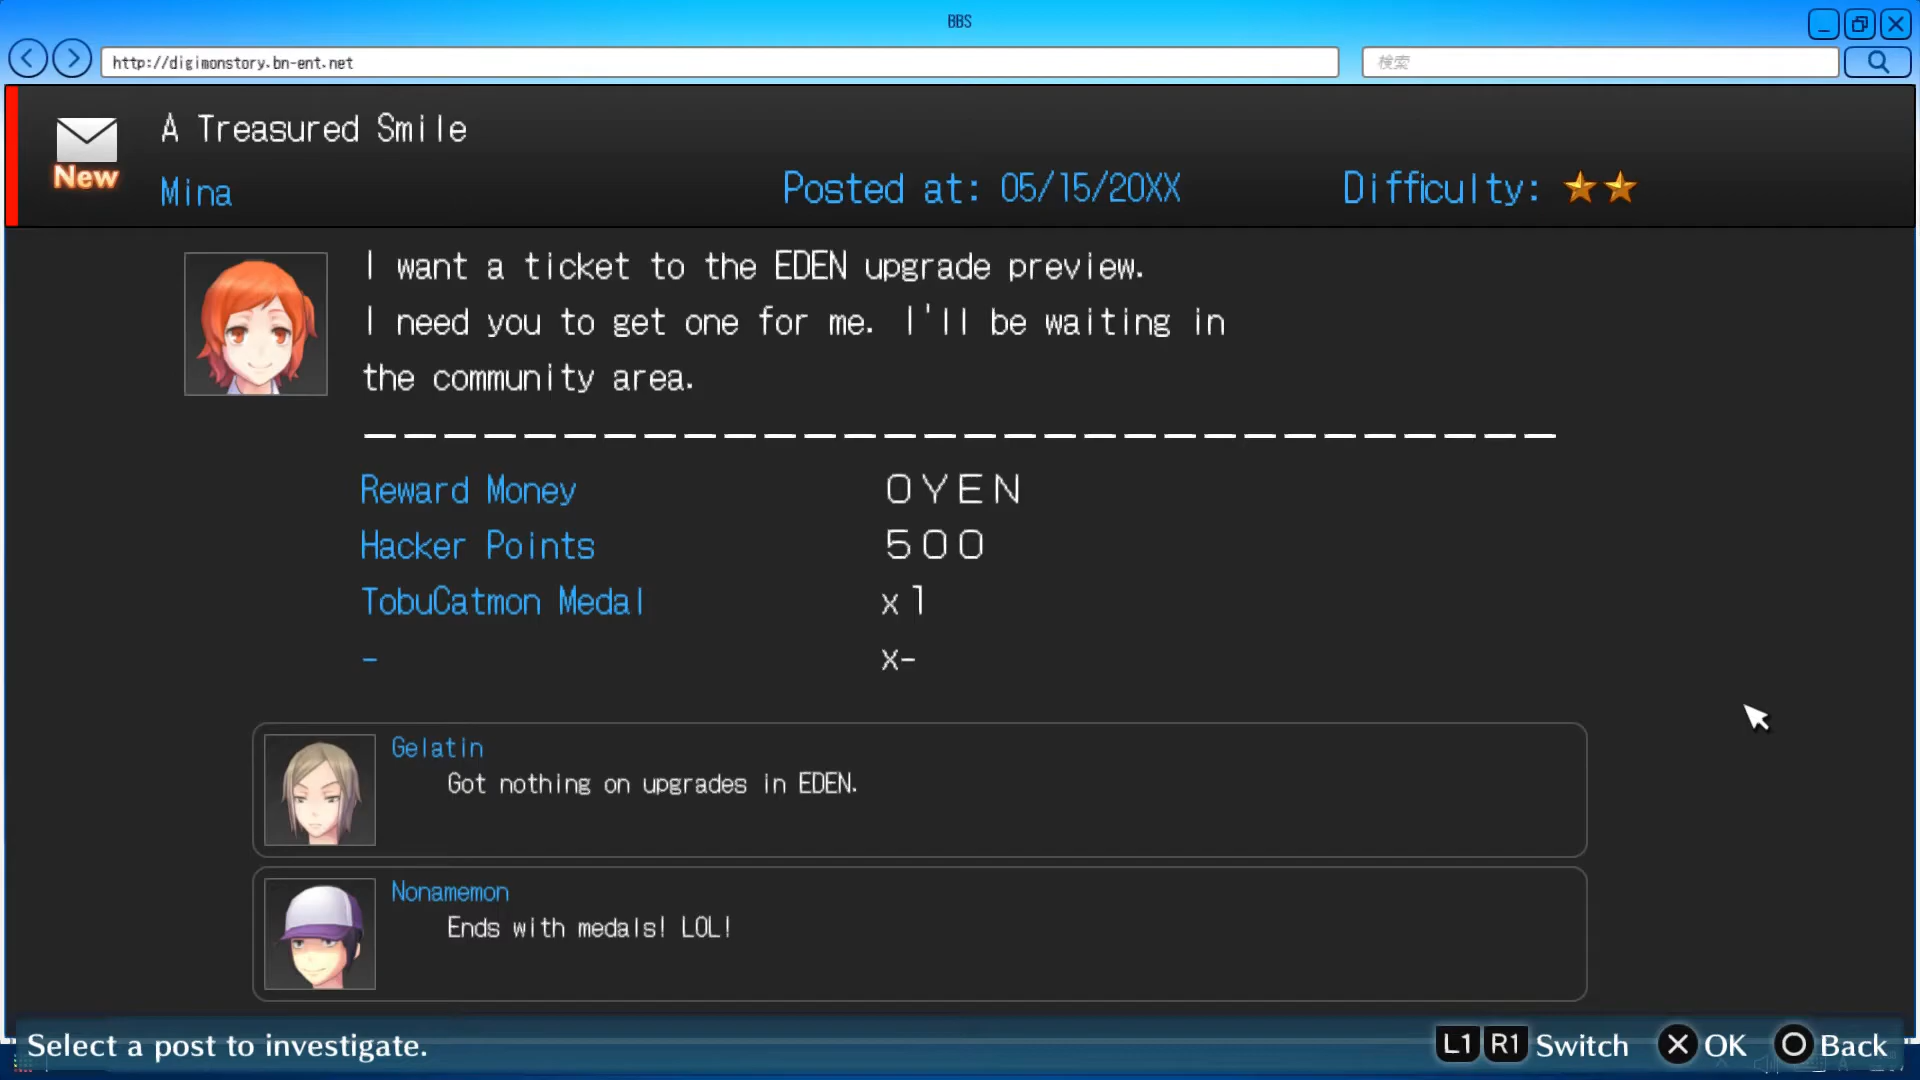 BBS
http://digimonstory.bn-ent.net
検索
New
A Treasured Smile
Mina
Posted at: 05/15/20XX
Difficulty: ★★
I want a ticket to the EDEN upgrade preview.
I need you to get one for me. I'll be waiting in
the community area.
Reward Money 0YEN
Hacker Points 500
TobuCatmon Medal x1
- x-
Gelatin
Got nothing on upgrades in EDEN.
Nonamemon
Ends with medals! LOL!
Select a post to investigate.
L1 R1 Switch X OK O Back